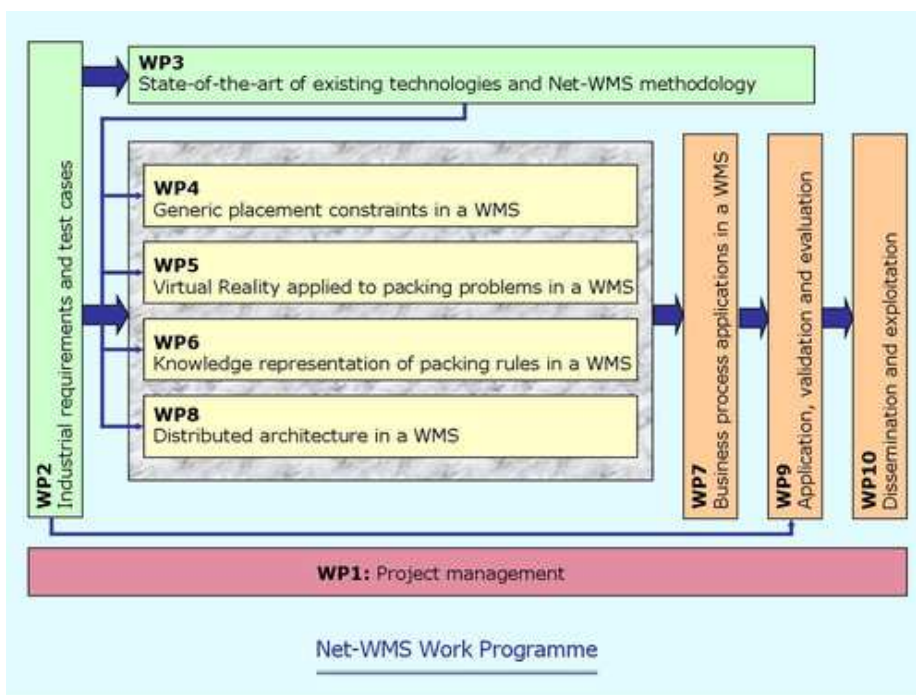 WP2
Industrial requirements and test cases
WP3
State-of-the-art of existing technologies and Net-WMS methodology
WP4
Generic placement constraints in a WMS
WP5
Virtual Reality applied to packing problems in a WMS
WP6
Knowledge representation of packing rules in a WMS
WP8
Distributed architecture in a WMS
WP7
Business process applications in a WMS
WP9
Application, validation and evaluation
WP10
Dissemination and exploitation
WP1: Project management
Net-WMS Work Programme